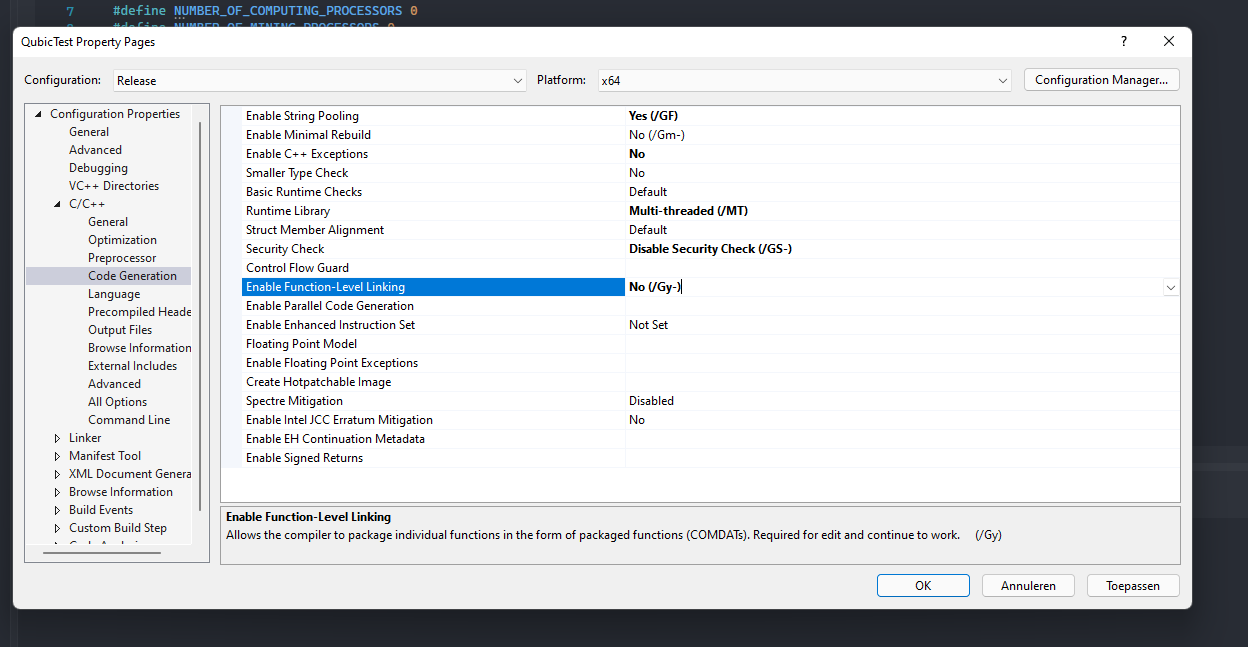 7 #define NUMBER_OF_COMPUTING_PROCESSORS 0
#define NUMBER_OF_MINING_PROCESSORS 0
QubicTest Property Pages
?
Configuration: Release Platform: x64 Configuration Manager...
Configuration Properties
General
Advanced
Debugging
VC++ Directories
C/C++
General
Optimization
Preprocessor
Code Generation
Language
Precompiled Heade
Output Files
Browse Information
External Includes
Advanced
All Options
Command Line
Linker
Manifest Tool
XML Document Genera
Browse Information
Build Events
Custom Build Step
Enable String Pooling Yes (/GF)
Enable Minimal Rebuild No (/Gm-)
Enable C++ Exceptions No
Smaller Type Check No
Basic Runtime Checks Default
Runtime Library Multi-threaded (/MT)
Struct Member Alignment Default
Security Check Disable Security Check (/GS-)
Control Flow Guard
Enable Function-Level Linking No (/Gy-)
Enable Parallel Code Generation
Enable Enhanced Instruction Set Not Set
Floating Point Model
Enable Floating Point Exceptions
Create Hotpatchable Image
Spectre Mitigation Disabled
Enable Intel JCC Erratum Mitigation No
Enable EH Continuation Metadata
Enable Signed Returns
Enable Function-Level Linking
Allows the compiler to package individual functions in the form of packaged functions (COMDATs). Required for edit and continue to work. (/Gy)
OK Annuleren Toepassen